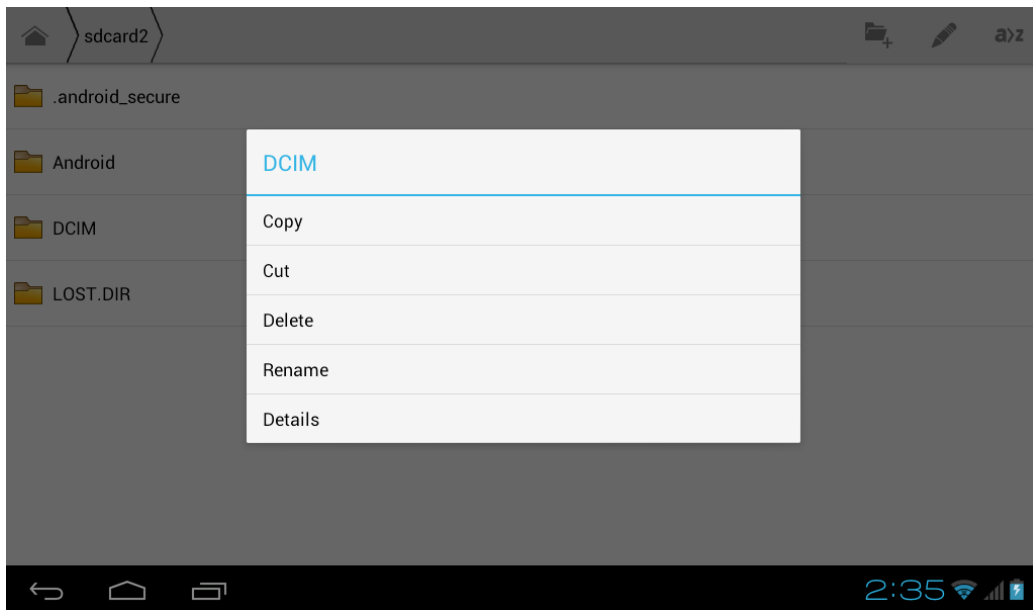 sdcard2
a>z
.android_secure
Android
DCIM
LOST.DIR
DCIM
Copy
Cut
Delete
Rename
Details
2:35